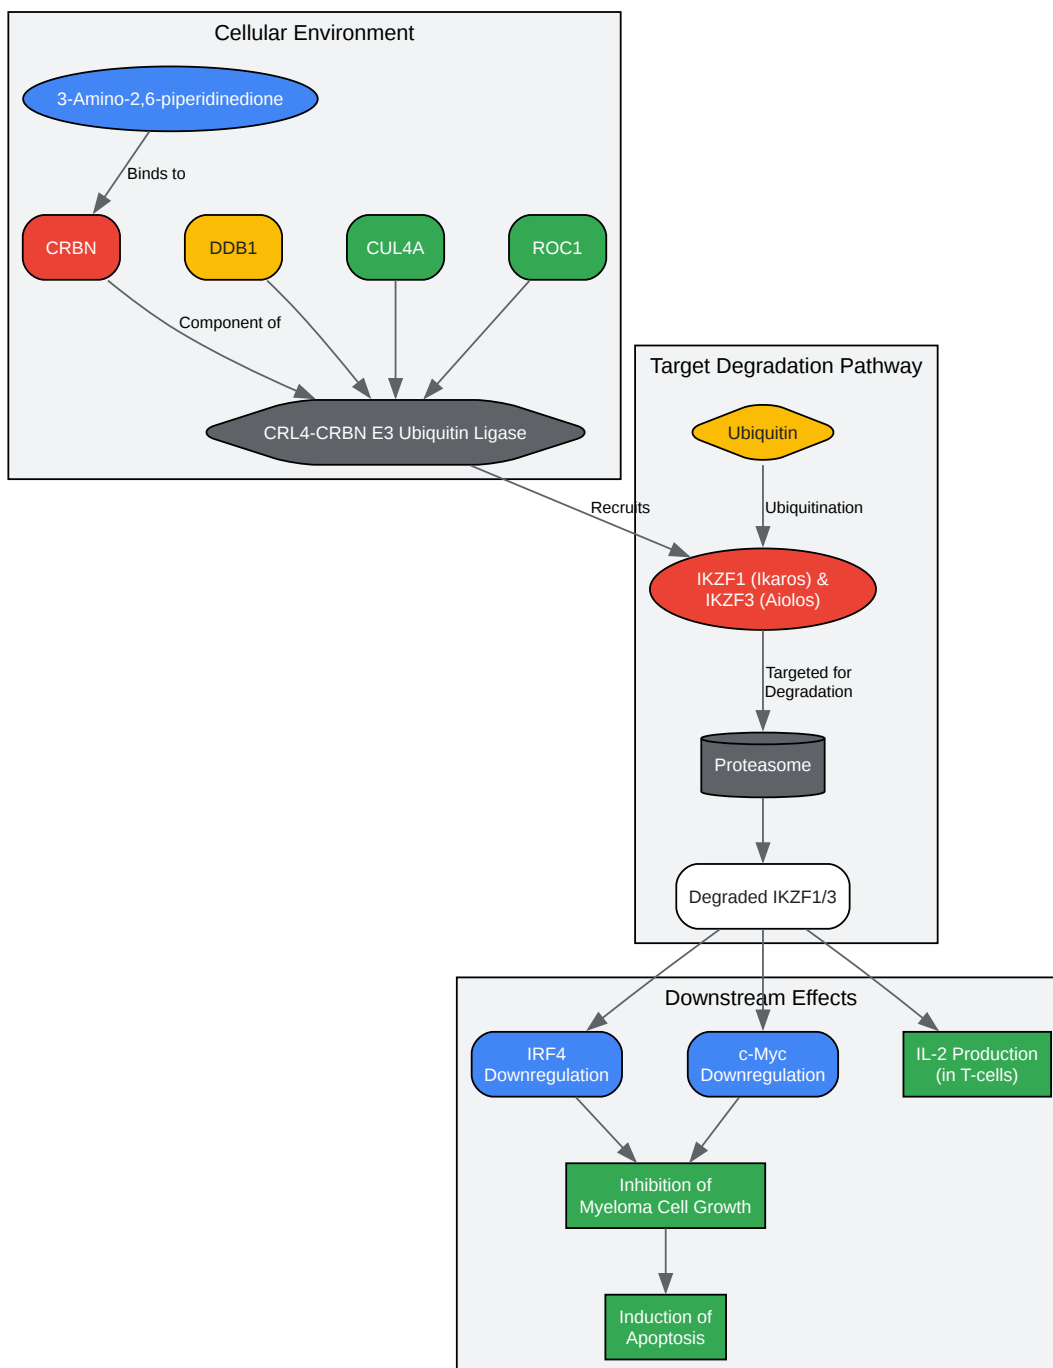 Cellular Environment
3-Amino-2,6-piperidinedione
Binds to
CRBN
DDB1
CUL4A
ROC1
Component of
CRL4-CRBN E3 Ubiquitin Ligase
Recruits
Target Degradation Pathway
Ubiquitin
Ubiquitination
IKZF1 (Ikaros) &
IKZF3 (Aiolos)
Targeted for
Degradation
Proteasome
Degraded IKZF1/3
Downstream Effects
IRF4
Downregulation
c-Myc
Downregulation
IL-2 Production
(in T-cells)
Inhibition of
Myeloma Cell Growth
Induction of
Apoptosis